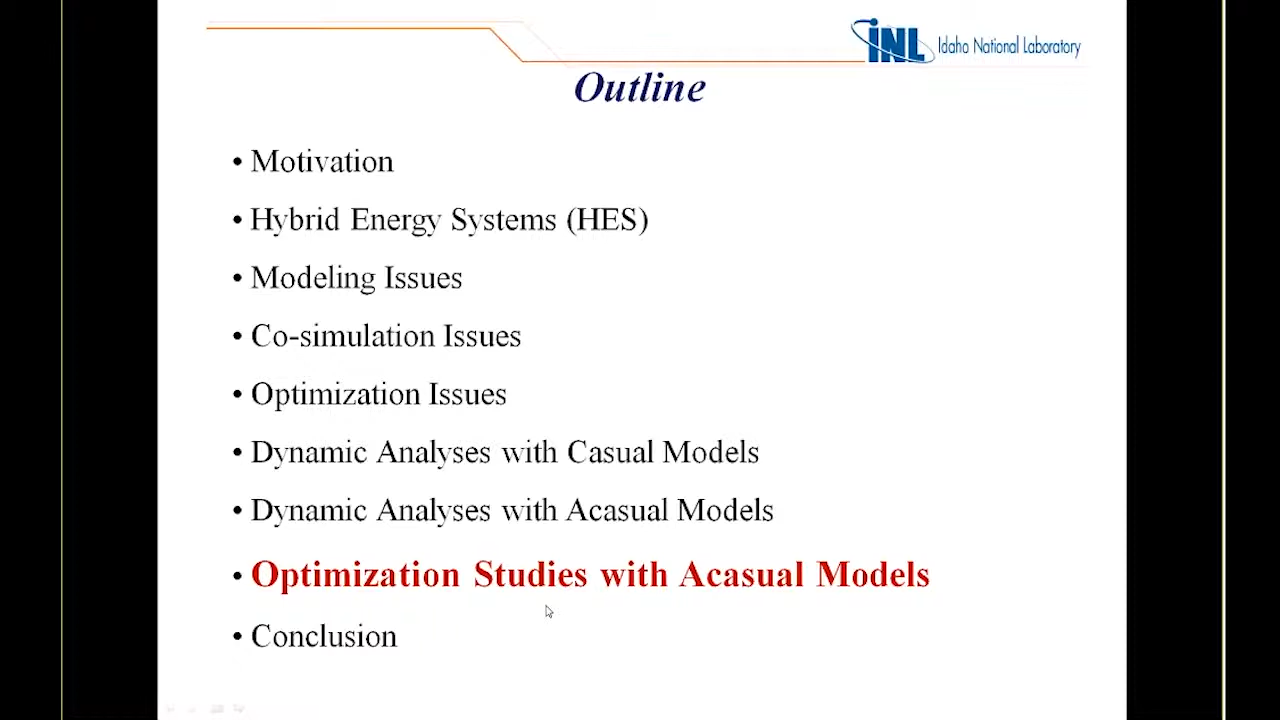 INL Idaho National Laboratory
Outline
• Motivation
• Hybrid Energy Systems (HES)
• Modeling Issues
• Co-simulation Issues
• Optimization Issues
• Dynamic Analyses with Casual Models
• Dynamic Analyses with Acasual Models
• Optimization Studies with Acasual Models
• Conclusion